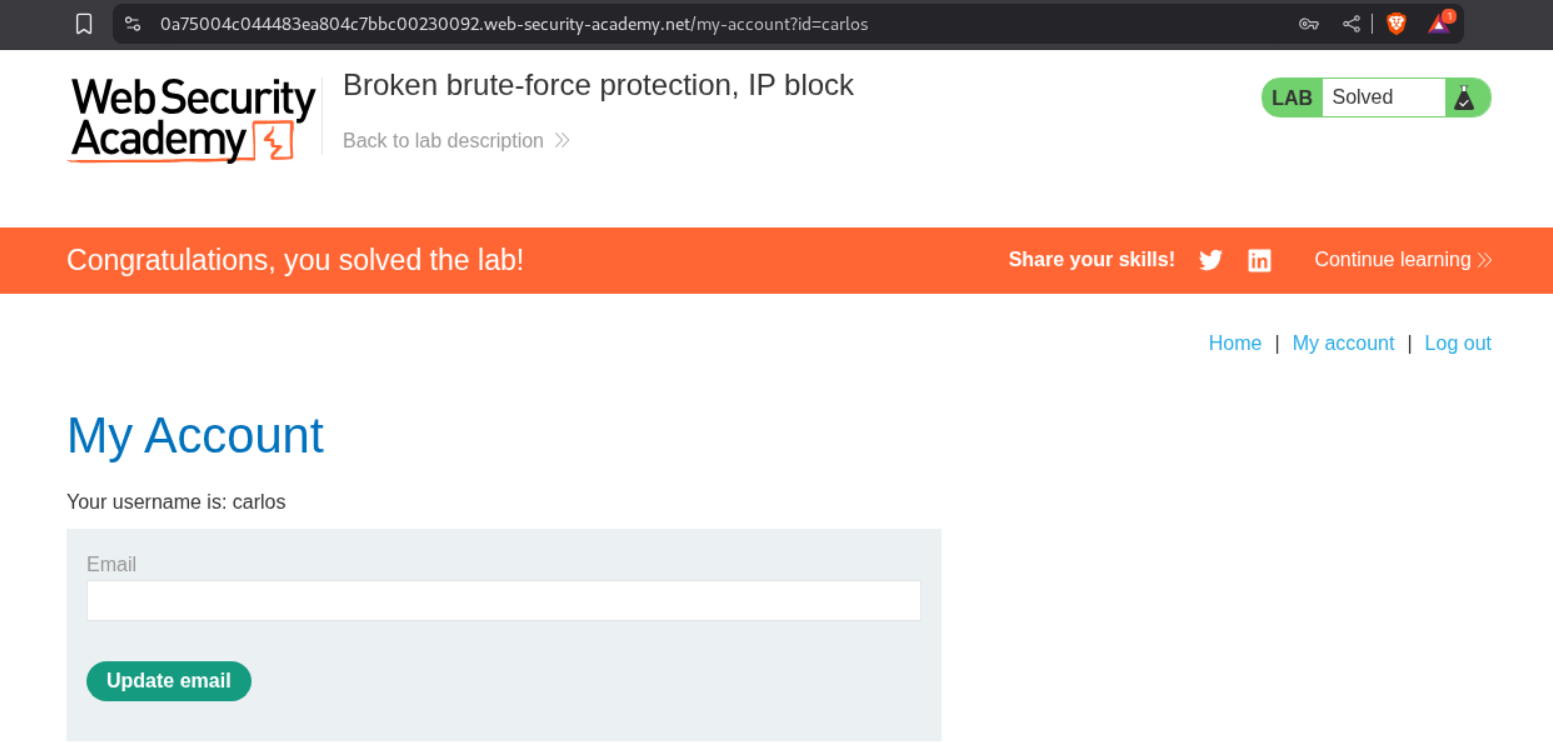 0a75004c044483ea804c7bbc00230092.web-security-academy.net/my-account?id=carlos
1
Web Security
Academy
Broken brute-force protection, IP block
Back to lab description
LAB Solved
Congratulations, you solved the lab!
Share your skills!
Continue learning
Home | My account | Log out
My Account
Your username is: carlos
Email
Update email